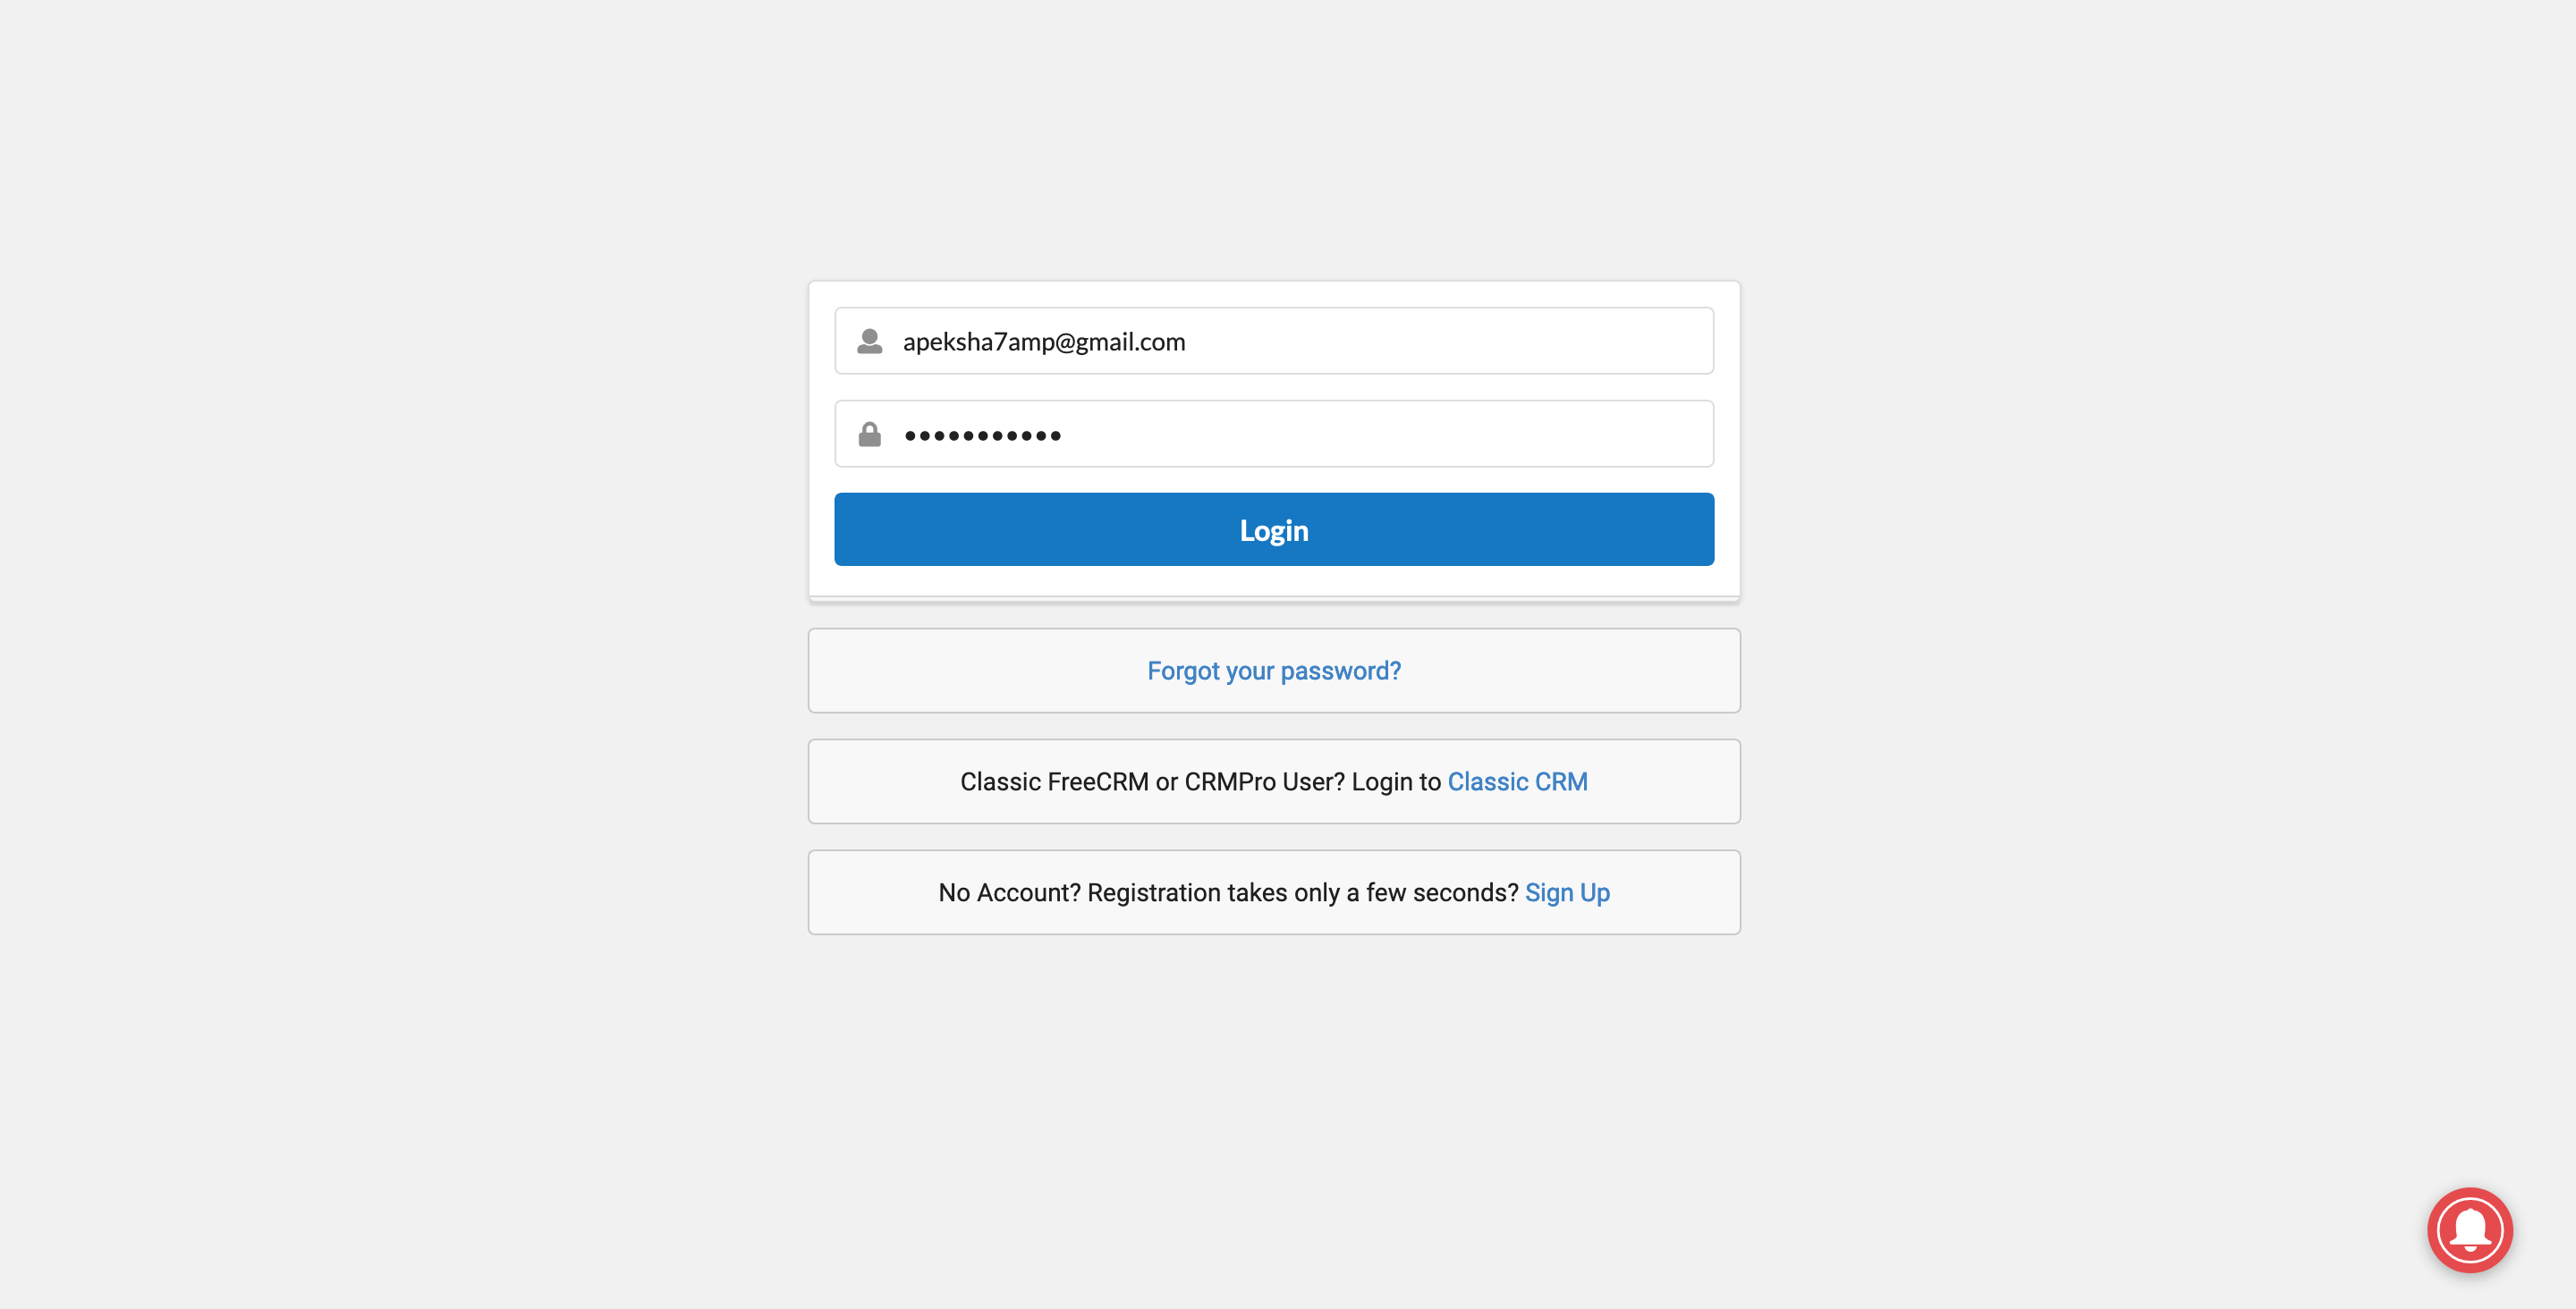 apeksha7amp@gmail.com
•••••••••••
Login
Forgot your password?
Classic FreeCRM or CRMPro User? Login to Classic CRM
No Account? Registration takes only a few seconds? Sign Up